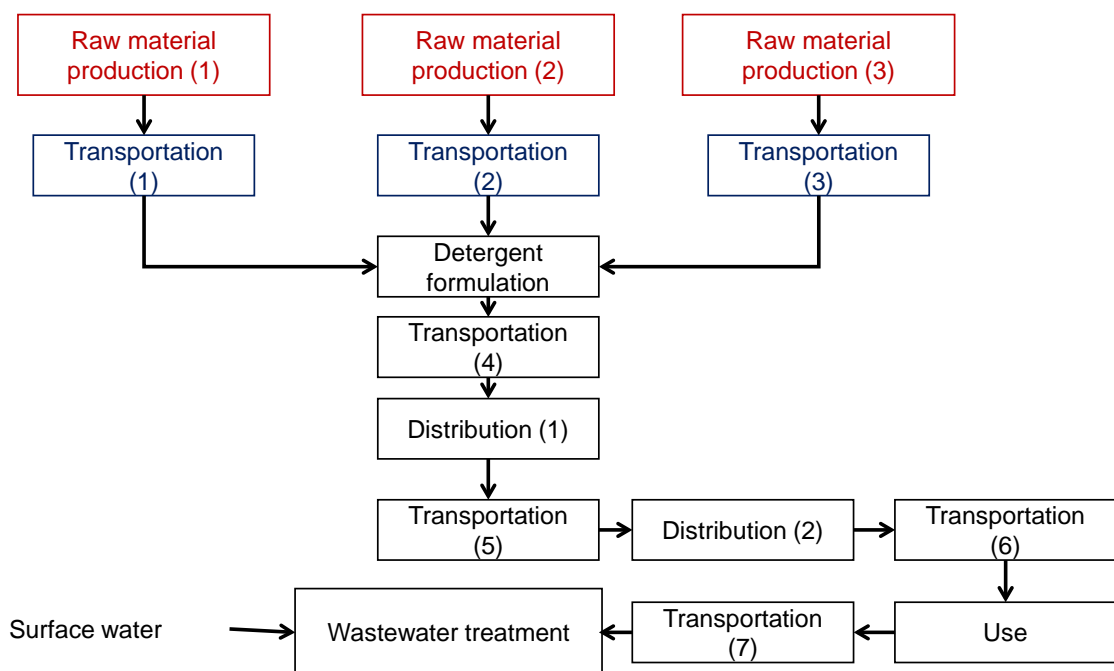 Raw material
production (1)
Raw material
production (2)
Raw material
production (3)
Transportation
(1)
Transportation
(2)
Transportation
(3)
Detergent
formulation
Transportation
(4)
Distribution (1)
Transportation
(5)
Distribution (2)
Transportation
(6)
Surface water
Wastewater treatment
Transportation
(7)
Use